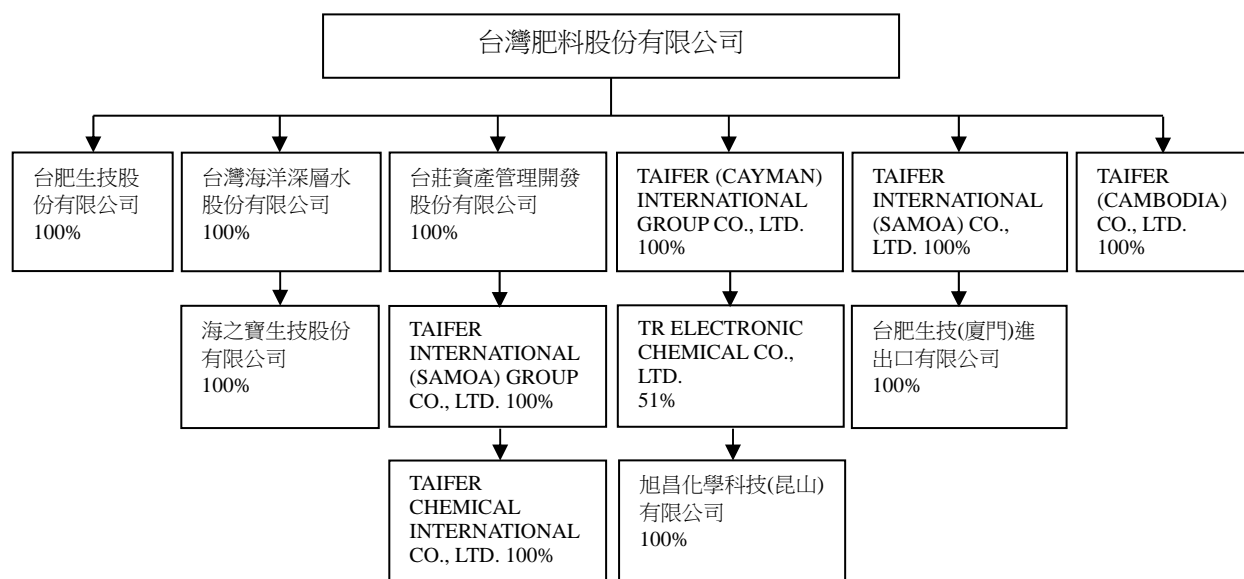 台灣肥料股份有限公司
台肥生技股
份有限公司
100%
台灣海洋深層水
股份有限公司
100%
台莊資產管理開發
股份有限公司
100%
TAIFER (CAYMAN)
INTERNATIONAL
GROUP CO., LTD.
100%
TAIFER
INTERNATIONAL
(SAMOA) CO.,
LTD. 100%
TAIFER
(CAMBODIA)
CO., LTD.
100%
海之寶生技股份
有限公司
100%
TAIFER
INTERNATIONAL
(SAMOA) GROUP
CO., LTD. 100%
TR ELECTRONIC
CHEMICAL CO.,
LTD.
51%
台肥生技(廈門)進
出口有限公司
100%
TAIFER
CHEMICAL
INTERNATIONAL
CO., LTD. 100%
旭昌化學科技(昆山)
有限公司
100%